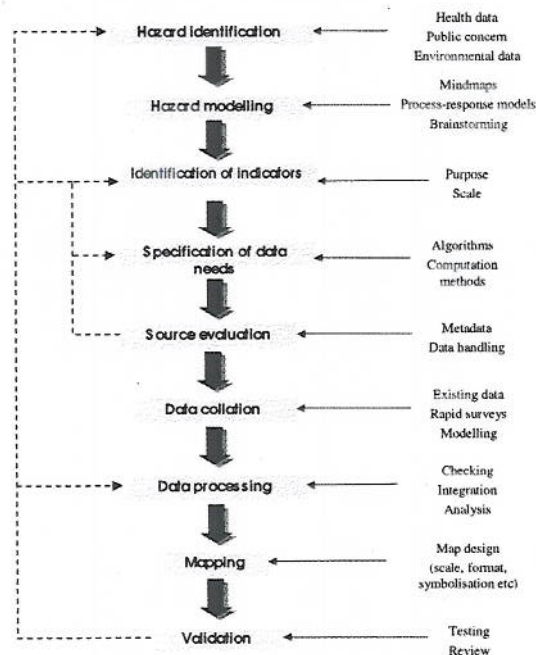 Health data
Hazard identification
Public concern
Environmental data
Mindmaps
Hazard modelling
Process-response models
Brainstorming
Identification of indicators
Purpose
Scale
Specification of data
needs
Algorithms
Computation
methods
Source evaluation
Metadata
Data handling
Data collation
Existing data
Rapid surveys
Modelling
Data processing
Checking
Integration
Analysis
Mapping
Map design
(scale, format,
symbolisation etc)
Validation
Testing
Review